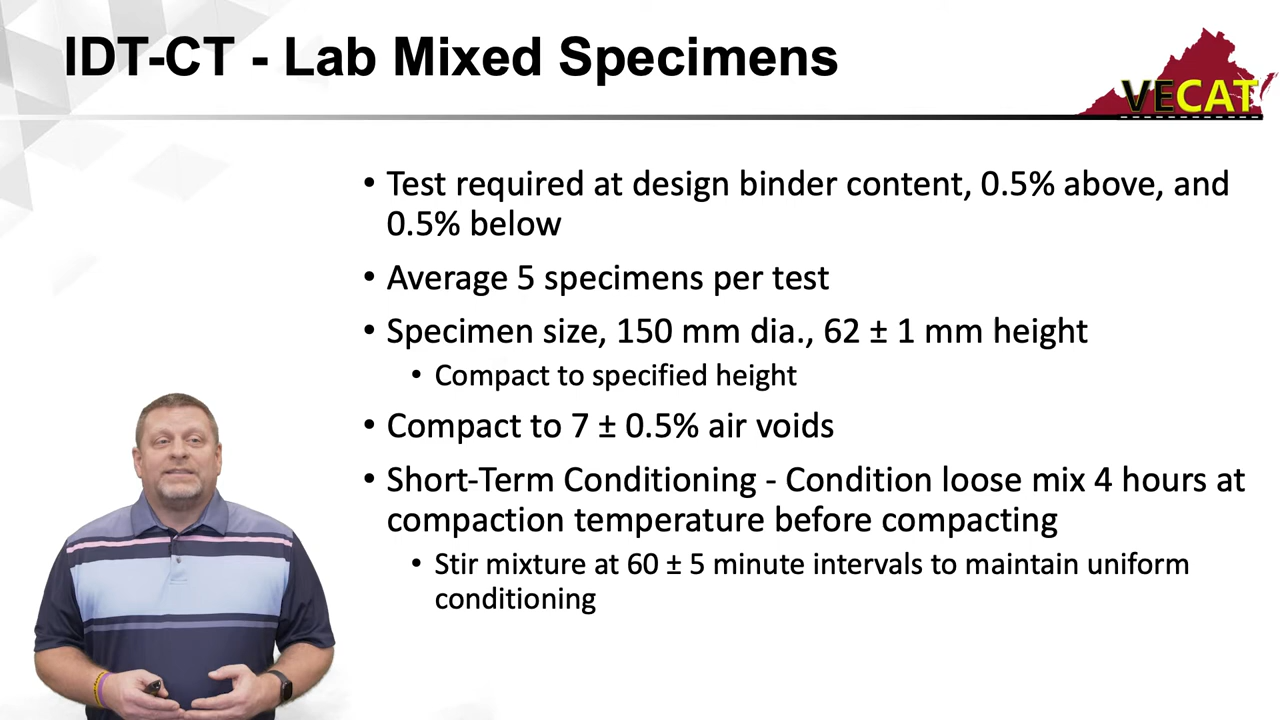 IDT-CT - Lab Mixed Specimens
VECAT
• Test required at design binder content, 0.5% above, and
0.5% below
• Average 5 specimens per test
• Specimen size, 150 mm dia., 62 ± 1 mm height
• Compact to specified height
• Compact to 7 ± 0.5% air voids
• Short-Term Conditioning - Condition loose mix 4 hours at
compaction temperature before compacting
• Stir mixture at 60 ± 5 minute intervals to maintain uniform
conditioning